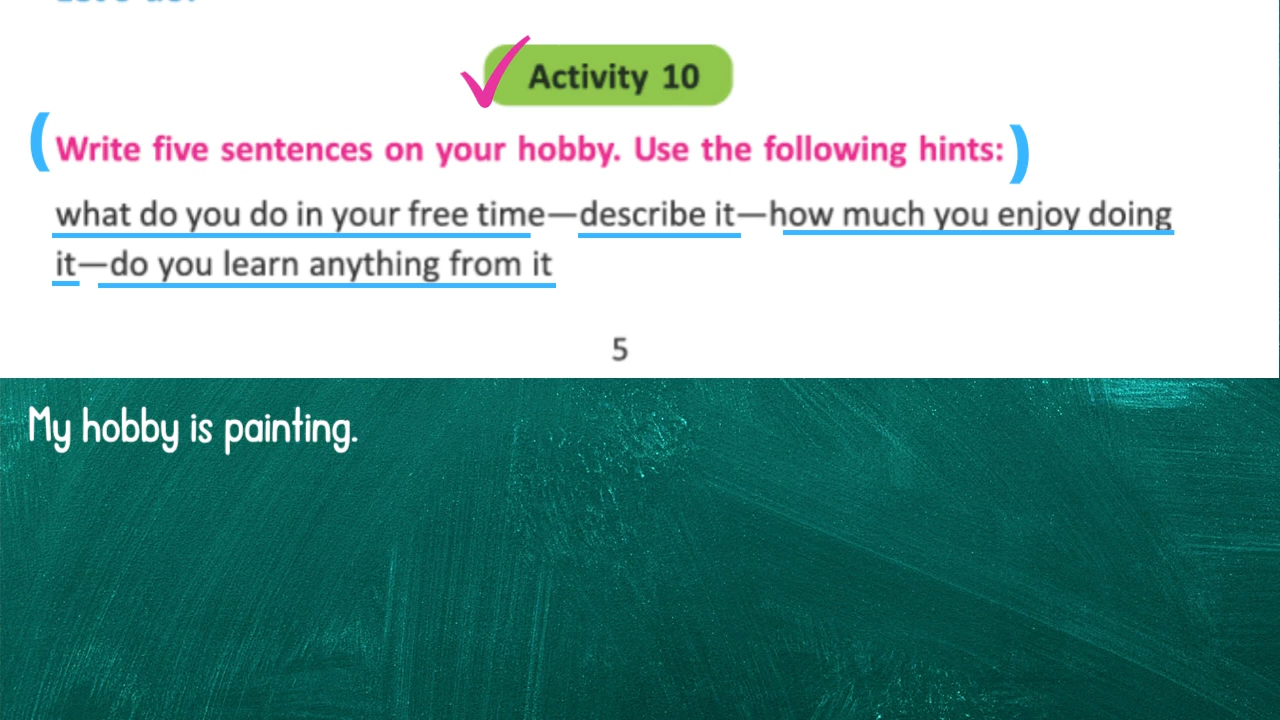 Activity 10
Write five sentences on your hobby. Use the following hints:
what do you do in your free time—describe it—how much you enjoy doing
it—do you learn anything from it
5
My hobby is painting.